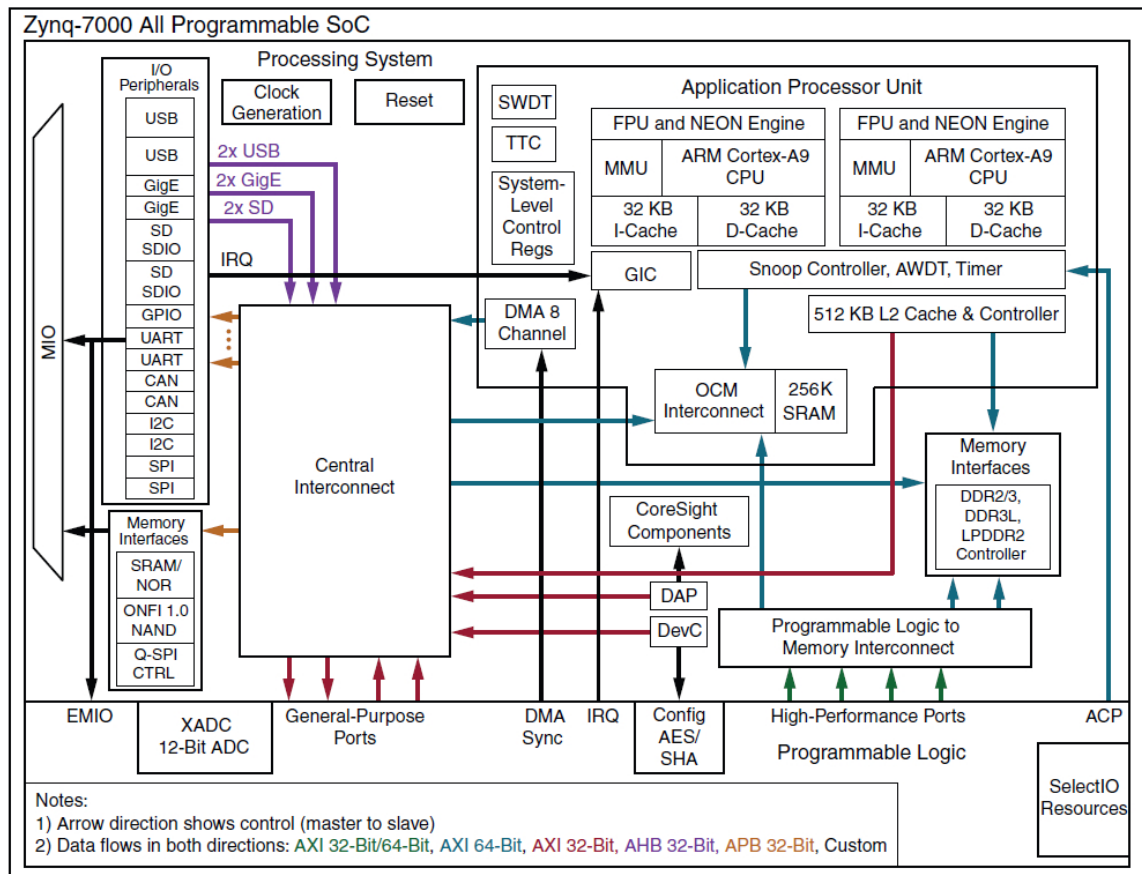 Zynq-7000 All Programmable SoC
Processing System
I/O
Peripherals
USB
USB
GigE
GigE
SD
SDIO
SD
SDIO
GPIO
UART
UART
CAN
CAN
I2C
I2C
SPI
SPI
MIO
Memory
Interfaces
SRAM/
NOR
ONFI 1.0
NAND
Q-SPI
CTRL
Clock
Generation
Reset
2x USB
2x GigE
2x SD
IRQ
Central
Interconnect
Application Processor Unit
SWDT
TTC
System-
Level
Control
Regs
FPU and NEON Engine
MMU
ARM Cortex-A9
CPU
32 KB
I-Cache
32 KB
D-Cache
FPU and NEON Engine
MMU
ARM Cortex-A9
CPU
32 KB
I-Cache
32 KB
D-Cache
GIC
Snoop Controller, AWDT, Timer
DMA 8
Channel
512 KB L2 Cache & Controller
OCM
Interconnect
256K
SRAM
Memory
Interfaces
DDR2/3,
DDR3L,
LPDDR2
Controller
CoreSight
Components
DAP
DevC
Programmable Logic to
Memory Interconnect
EMIO
XADC
12-Bit ADC
General-Purpose
Ports
DMA
Sync
IRQ
Config
AES/
SHA
High-Performance Ports
ACP
Programmable Logic
SelectIO
Resources
Notes:
1) Arrow direction shows control (master to slave)
2) Data flows in both directions: AXI 32-Bit/64-Bit, AXI 64-Bit, AXI 32-Bit, AHB 32-Bit, APB 32-Bit, Custom